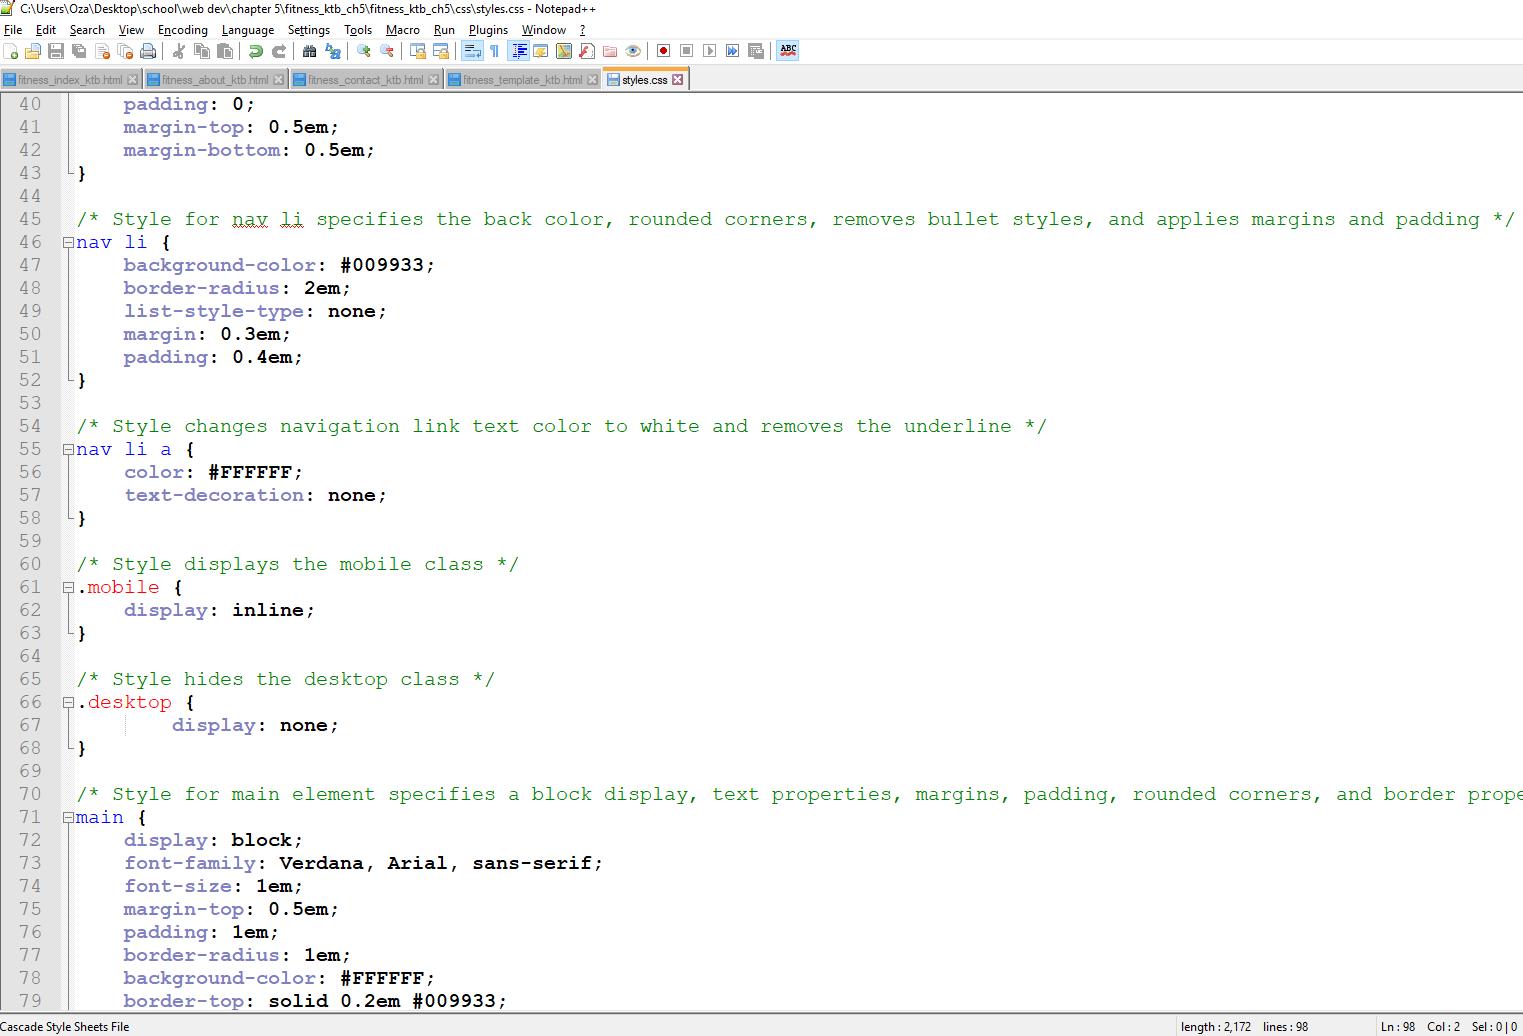 C:\Users\Oza\Desktop\school\web dev\chapter 5\fitness_ktb_ch5\fitness_ktb_ch5\css\styles.css - Notepad++
File Edit Search View Encoding Language Settings Tools Macro Run Plugins Window ?
ABC
fitness_index_ktb.html fitness_about_ktb.html fitness_contact_ktb.html fitness_template_ktb.html styles.css
40 padding: 0;
41 margin-top: 0.5em;
42 margin-bottom: 0.5em;
43 }
44
45 /* Style for nav li specifies the back color, rounded corners, removes bullet styles, and applies margins and padding */
46 nav li {
47 background-color: #009933;
48 border-radius: 2em;
49 list-style-type: none;
50 margin: 0.3em;
51 padding: 0.4em;
52 }
53
54 /* Style changes navigation link text color to white and removes the underline */
55 nav li a {
56 color: #FFFFFF;
57 text-decoration: none;
58 }
59
60 /* Style displays the mobile class */
61 .mobile {
62 display: inline;
63 }
64
65 /* Style hides the desktop class */
66 .desktop {
67 display: none;
68 }
69
70 /* Style for main element specifies a block display, text properties, margins, padding, rounded corners, and border prope
71 main {
72 display: block;
73 font-family: Verdana, Arial, sans-serif;
74 font-size: 1em;
75 margin-top: 0.5em;
76 padding: 1em;
77 border-radius: 1em;
78 background-color: #FFFFFF;
79 border-top: solid 0.2em #009933;
Cascade Style Sheets File length : 2,172 lines : 98 Ln : 98 Col : 2 Sel : 0 | 0